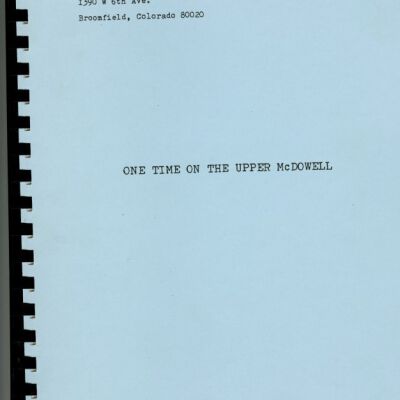 1390 W 6th Ave.
Broomfield, Colorado 80020
ONE TIME ON THE UPPER McDOWELL